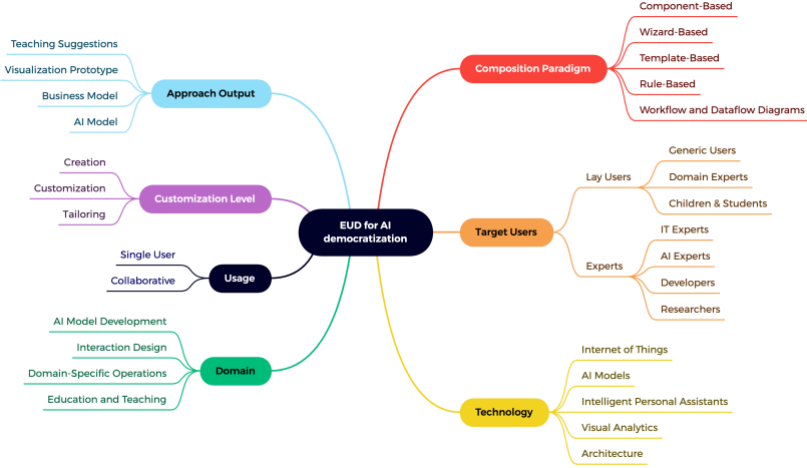 EUD for AI
democratization
Approach Output
Teaching Suggestions
Visualization Prototype
Business Model
AI Model
Customization Level
Creation
Customization
Tailoring
Usage
Single User
Collaborative
Domain
AI Model Development
Interaction Design
Domain-Specific Operations
Education and Teaching
Composition Paradigm
Component-Based
Wizard-Based
Template-Based
Rule-Based
Workflow and Dataflow Diagrams
Target Users
Lay Users
Generic Users
Domain Experts
Children & Students
Experts
IT Experts
AI Experts
Developers
Researchers
Technology
Internet of Things
AI Models
Intelligent Personal Assistants
Visual Analytics
Architecture